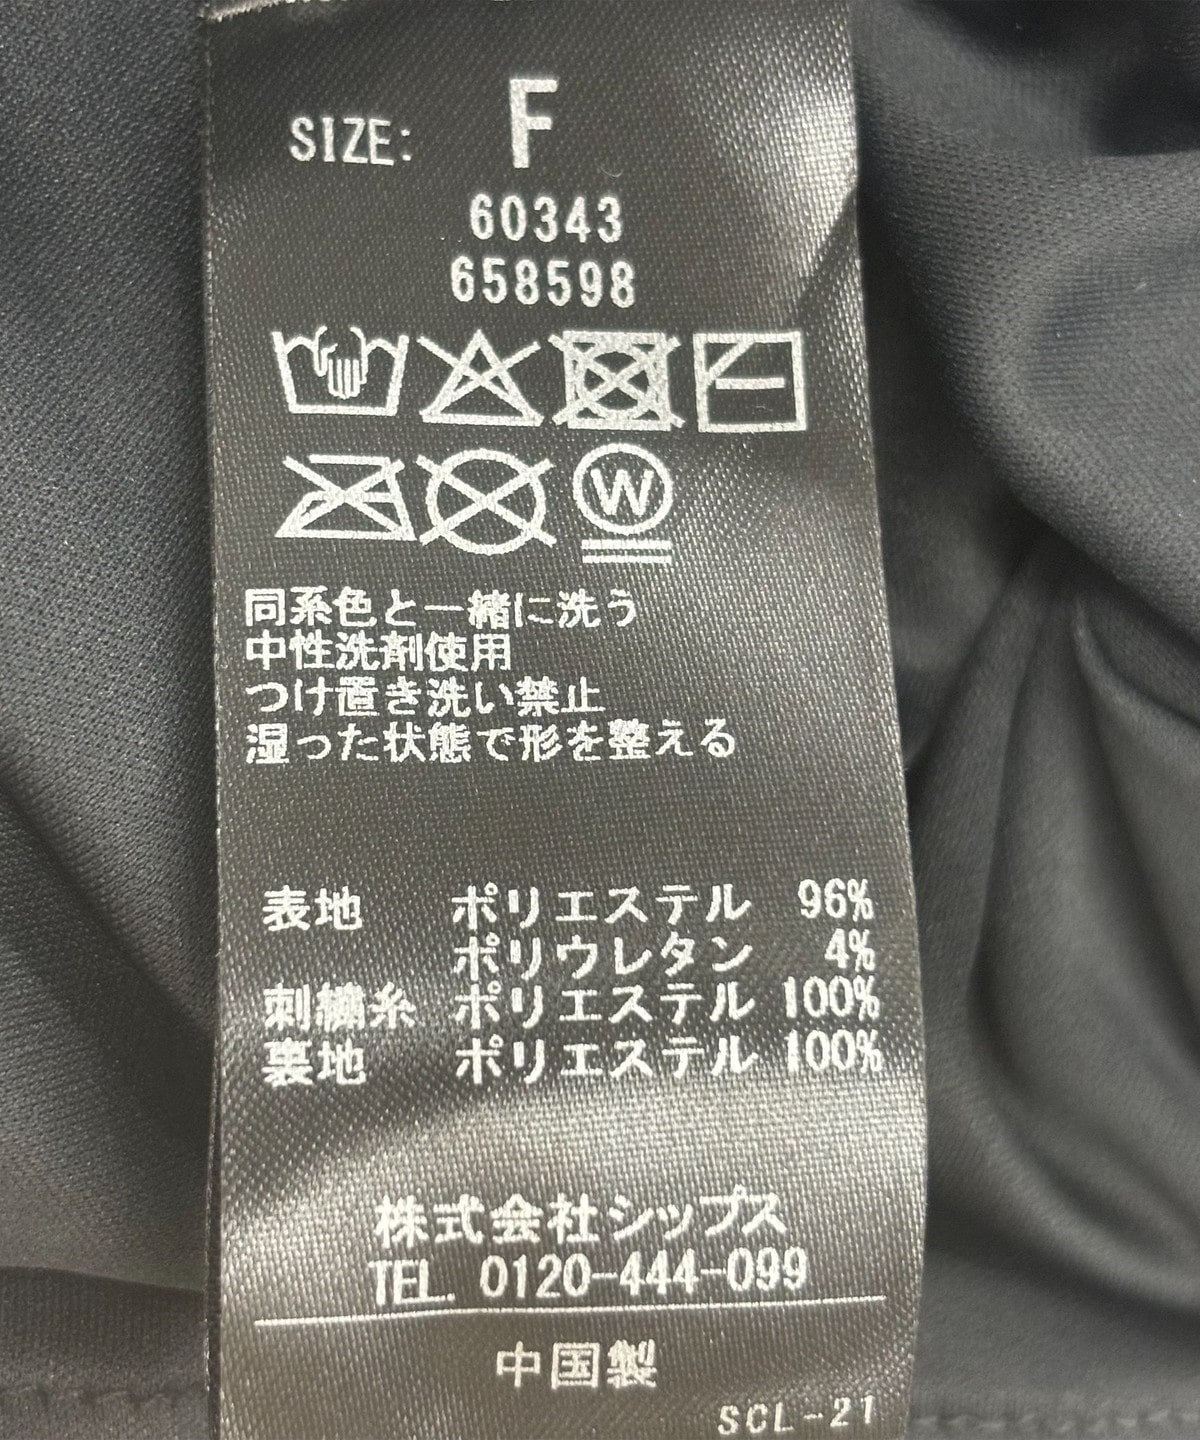 SIZE: F
60343
658598
W
同系色と一緒に洗う
中性洗剤使用
つけ置き洗い禁止
湿った状態で形を整える
表地 ポリエステル 96%
ポリウレタン 4%
刺繍糸 ポリエステル 100%
裏地 ポリエステル 100%
株式会社シップス
TEL. 0120-444-099
中国製
SCL-21